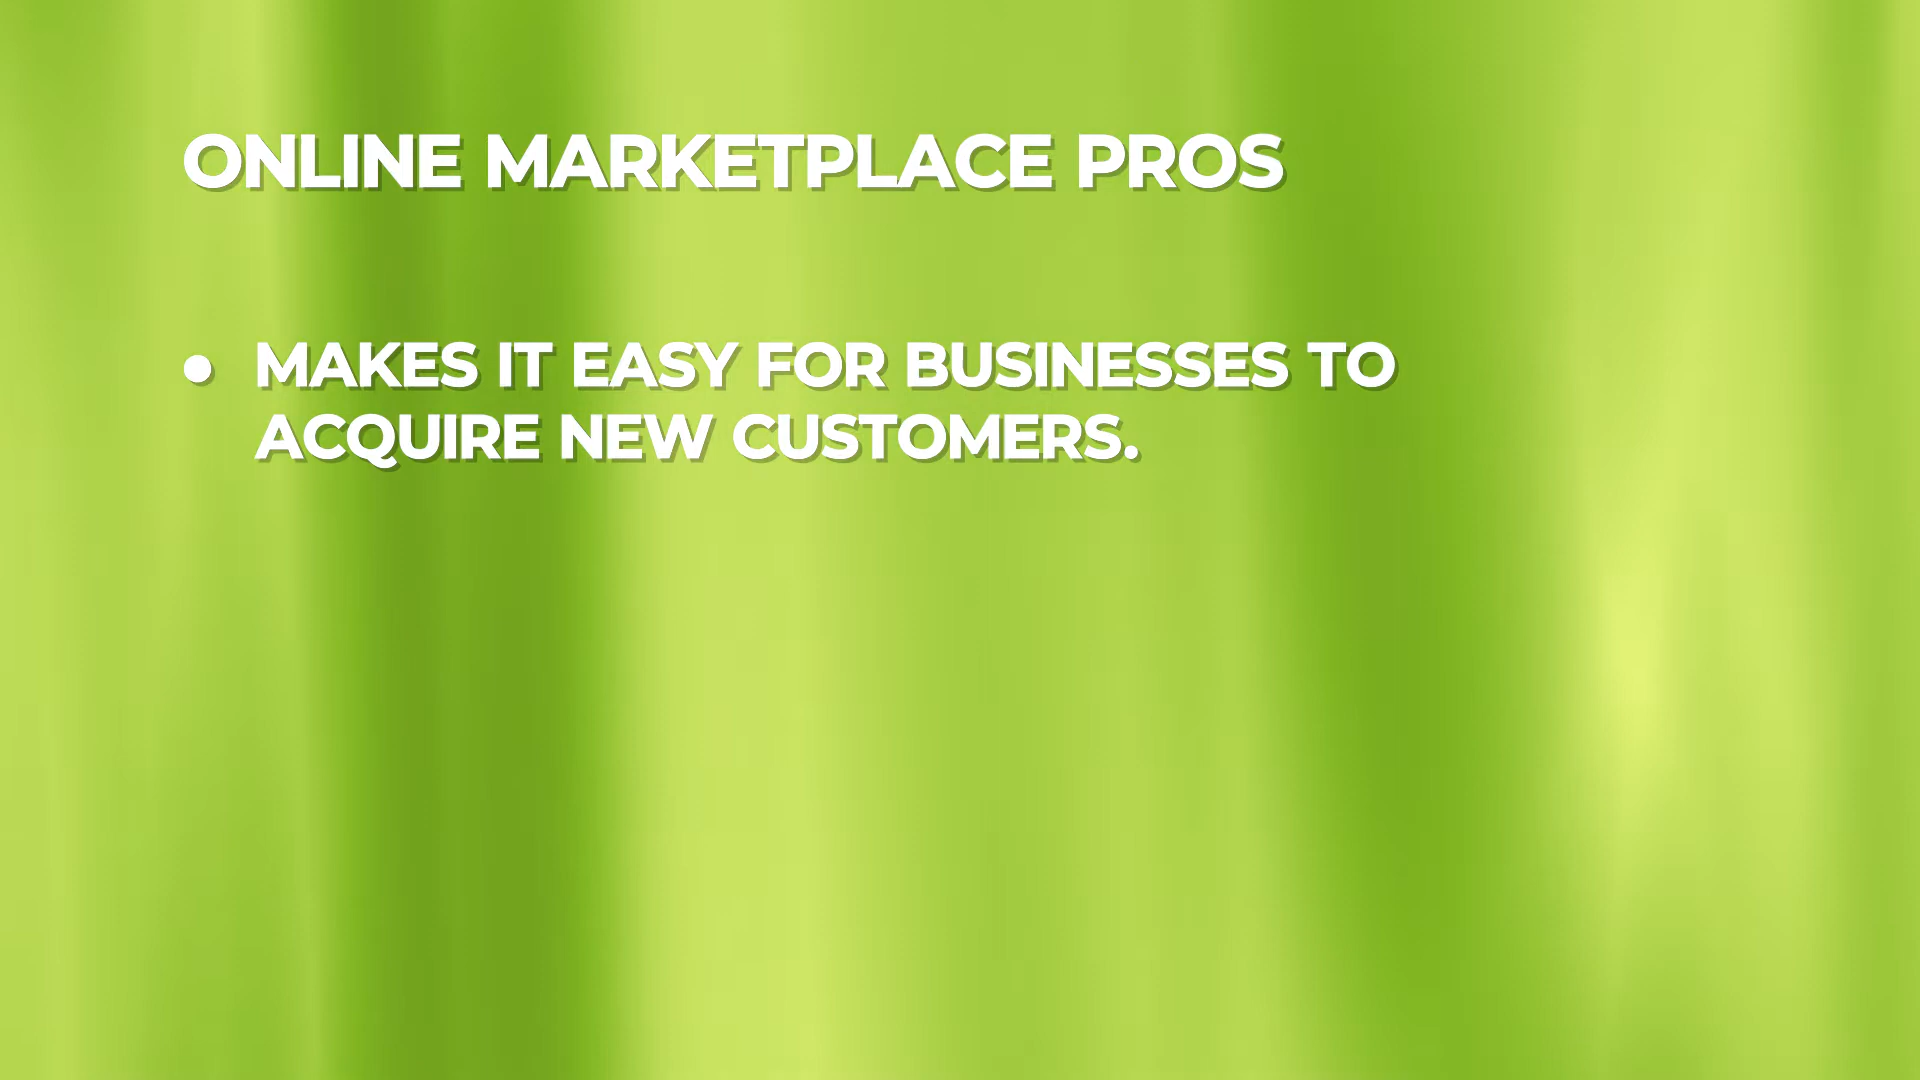 ONLINE MARKETPLACE PROS
• MAKES IT EASY FOR BUSINESSES TO
ACQUIRE NEW CUSTOMERS.